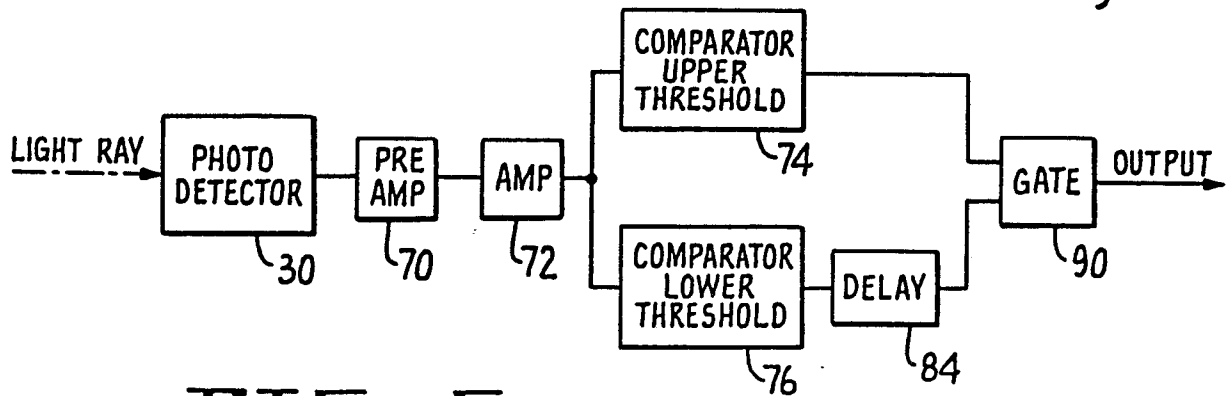 LIGHT RAY
PHOTO
DETECTOR
30
PRE
AMP
70
AMP
72
COMPARATOR
UPPER
THRESHOLD
74
COMPARATOR
LOWER
THRESHOLD
76
DELAY
84
GATE
90
OUTPUT